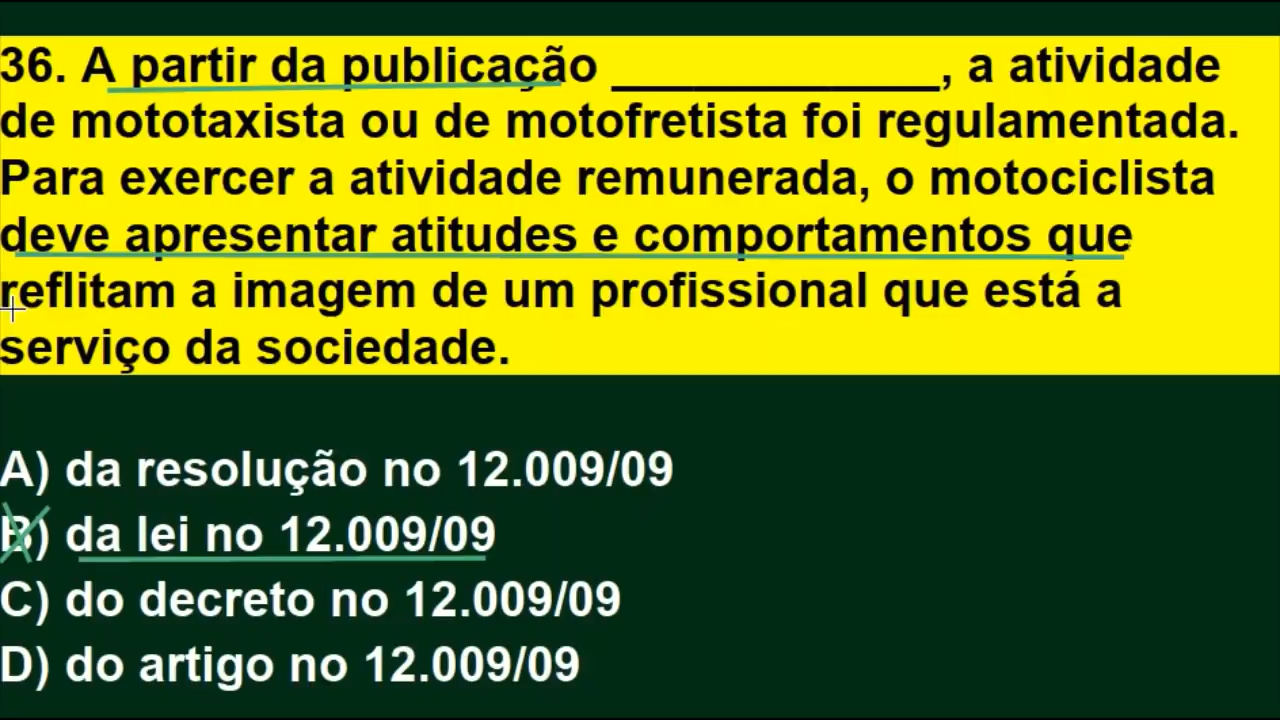 36. A partir da publicação ____________, a atividade
de mototaxista ou de motofretista foi regulamentada.
Para exercer a atividade remunerada, o motociclista
deve apresentar atitudes e comportamentos que
reflitam a imagem de um profissional que está a
serviço da sociedade.
A) da resolução no 12.009/09
B) da lei no 12.009/09
C) do decreto no 12.009/09
D) do artigo no 12.009/09